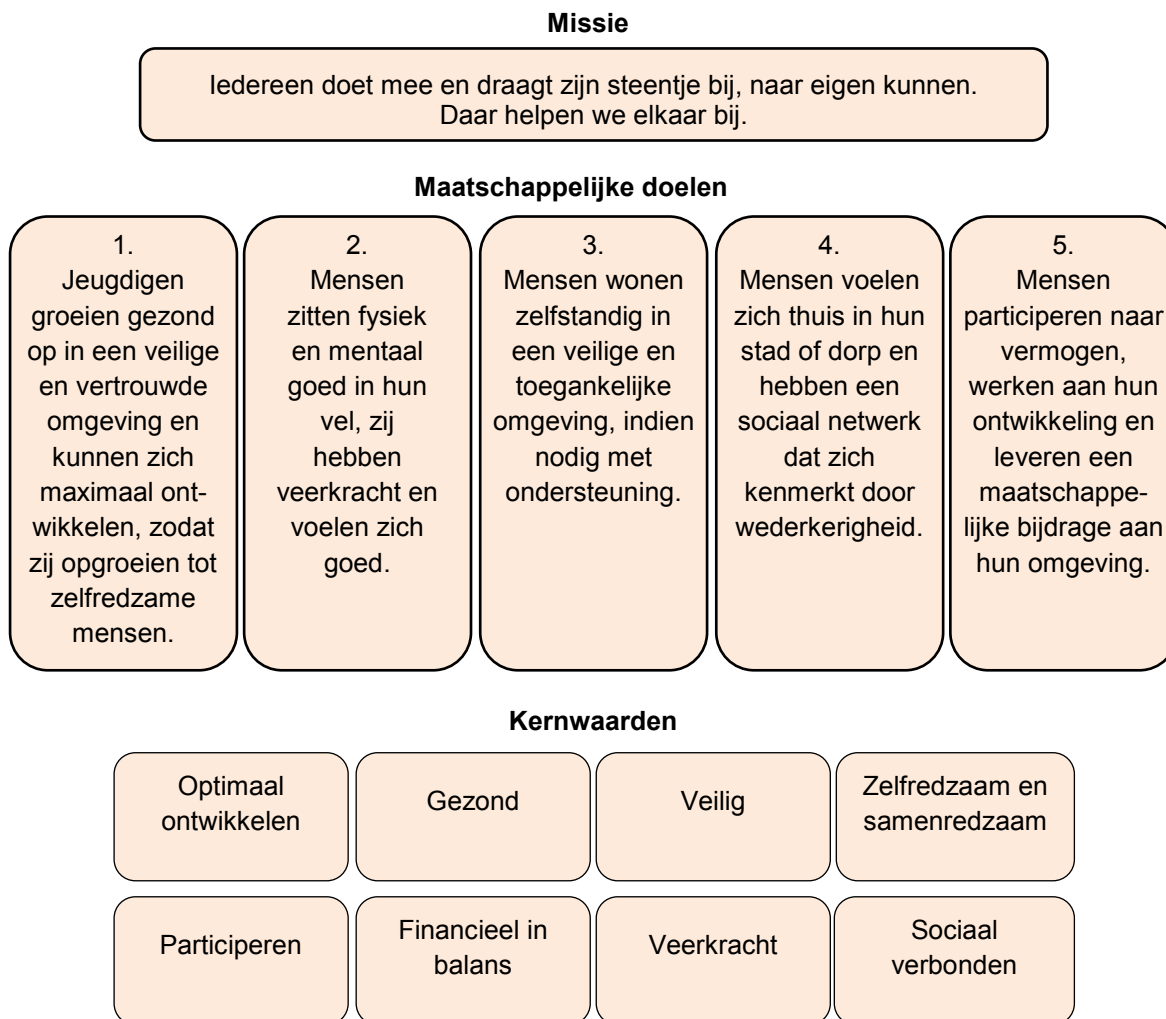 Missie
Iedereen doet mee en draagt zijn steentje bij, naar eigen kunnen.
Daar helpen we elkaar bij.
Maatschappelijke doelen
1.
Jeugdigen
groeien gezond
op in een veilige
en vertrouwde
omgeving en
kunnen zich
maximaal ont-
wikkelen, zodat
zij opgroeien tot
zelfredzame
mensen.
2.
Mensen
zitten fysiek
en mentaal
goed in hun
vel, zij
hebben
veerkracht en
voelen zich
goed.
3.
Mensen wonen
zelfstandig in
een veilige en
toegankelijke
omgeving, indien
nodig met
ondersteuning.
4.
Mensen voelen
zich thuis in hun
stad of dorp en
hebben een
sociaal netwerk
dat zich
kenmerkt door
wederkerigheid.
5.
Mensen
participeren naar
vermogen,
werken aan hun
ontwikkeling en
leveren een
maatschappe-
lijke bijdrage aan
hun omgeving.
Kernwaarden
Optimaal
ontwikkelen
Gezond
Veilig
Zelfredzaam en
samenredzaam
Participeren
Financieel in
balans
Veerkracht
Sociaal
verbonden